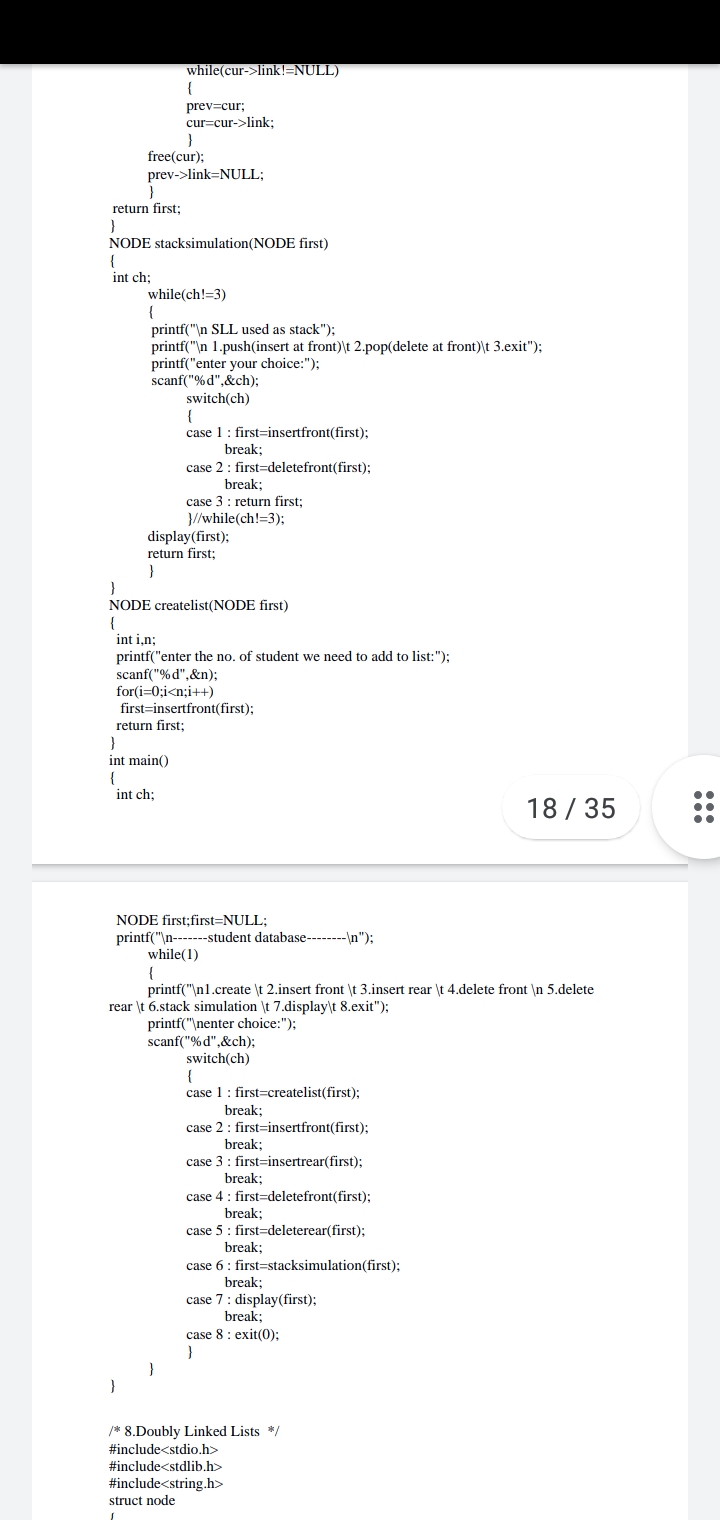 while(cur->link!=NULL)
{
prev=cur;
cur=cur->link;
}
free(cur);
prev->link=NULL;
}
return first;
}
NODE stacksimulation(NODE first)
{
int ch;
while(ch!=3)
{
printf("\n SLL used as stack");
printf("\n 1.push(insert at front)\t 2.pop(delete at front)\t 3.exit");
printf("enter your choice:");
scanf("%d",&ch);
switch(ch)
{
case 1 : first=insertfront(first);
break;
case 2 : first=deletefront(first);
break;
case 3 : return first;
}//while(ch!=3);
display(first);
return first;
}
}
NODE createlist(NODE first)
{
int i,n;
printf("enter the no. of student we need to add to list:");
scanf("%d",&n);
for(i=0;i<n;i++)
first=insertfront(first);
return first;
}
int main()
{
int ch;
18 / 35
NODE first;first=NULL;
printf("\n-------student database--------\n");
while(1)
{
printf("\n1.create \t 2.insert front \t 3.insert rear \t 4.delete front \n 5.delete
rear \t 6.stack simulation \t 7.display\t 8.exit");
printf("\nenter choice:");
scanf("%d",&ch);
switch(ch)
{
case 1 : first=createlist(first);
break;
case 2 : first=insertfront(first);
break;
case 3 : first=insertrear(first);
break;
case 4 : first=deletefront(first);
break;
case 5 : first=deleterear(first);
break;
case 6 : first=stacksimulation(first);
break;
case 7 : display(first);
break;
case 8 : exit(0);
}
}
}
/* 8.Doubly Linked Lists  */
#include<stdio.h>
#include<stdlib.h>
#include<string.h>
struct node
{